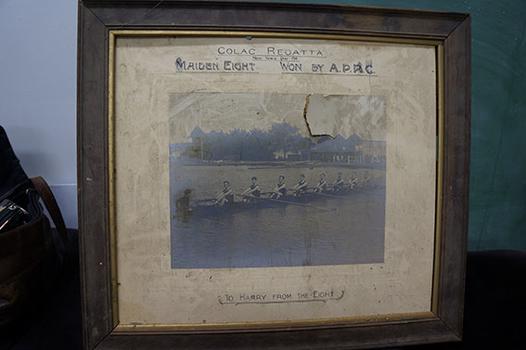 COLAC REGATTA
MAIDEN EIGHT WON BY A.P.R.C
TO HARRY FROM THE EIGHT